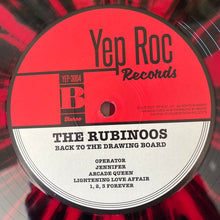 Yep Roc
Records
YEP-3004
B
Stereo
THE RUBINOOS
BACK TO THE DRAWING BOARD
OPERATOR
JENNIFER
ARCADE QUEEN
LIGHTENING LOVE AFFAIR
1, 2, 3 FOREVER